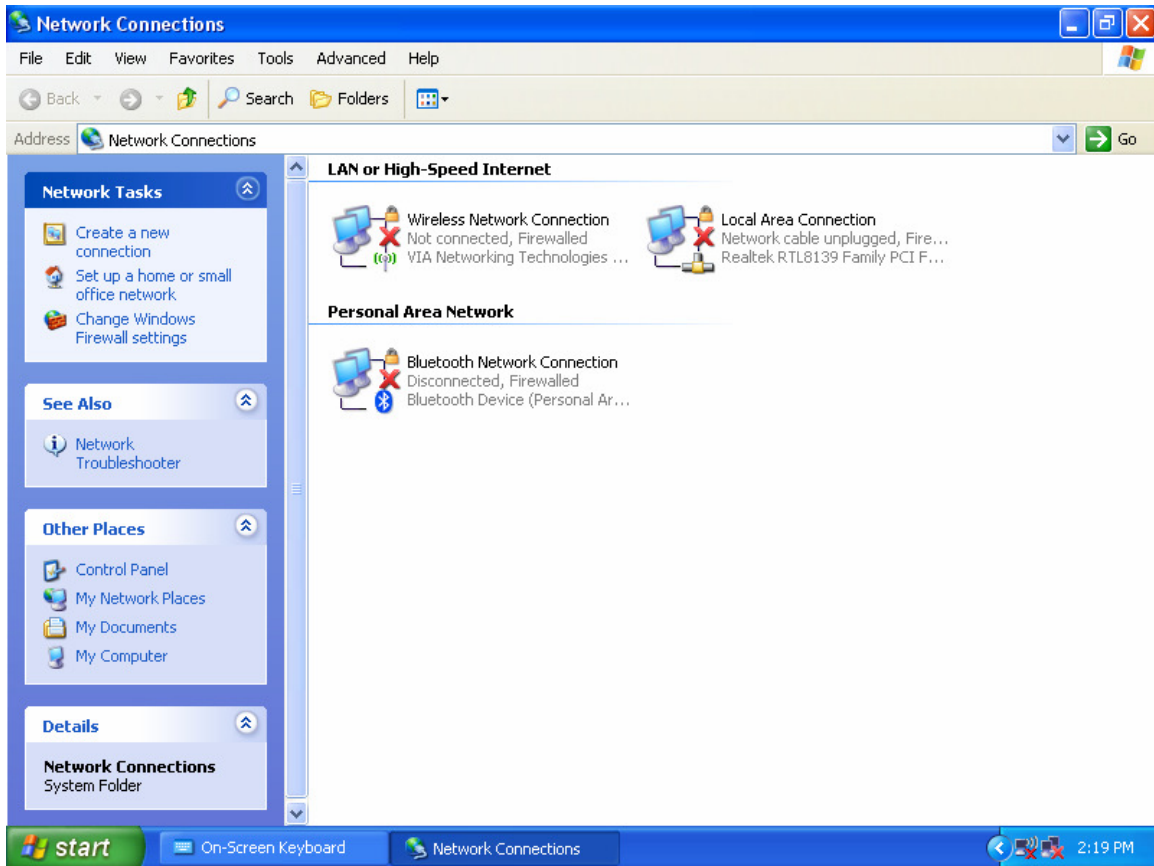 Network Connections
File Edit View Favorites Tools Advanced Help
Back Search Folders
Address Network Connections Go
Network Tasks
Create a new
connection
Set up a home or small
office network
Change Windows
Firewall settings
See Also
Network
Troubleshooter
Other Places
Control Panel
My Network Places
My Documents
My Computer
Details
Network Connections
System Folder
LAN or High-Speed Internet
Wireless Network Connection
Not connected, Firewalled
VIA Networking Technologies ...
Local Area Connection
Network cable unplugged, Fire...
Realtek RTL8139 Family PCI F...
Personal Area Network
Bluetooth Network Connection
Disconnected, Firewalled
Bluetooth Device (Personal Ar...
start On-Screen Keyboard Network Connections 2:19 PM